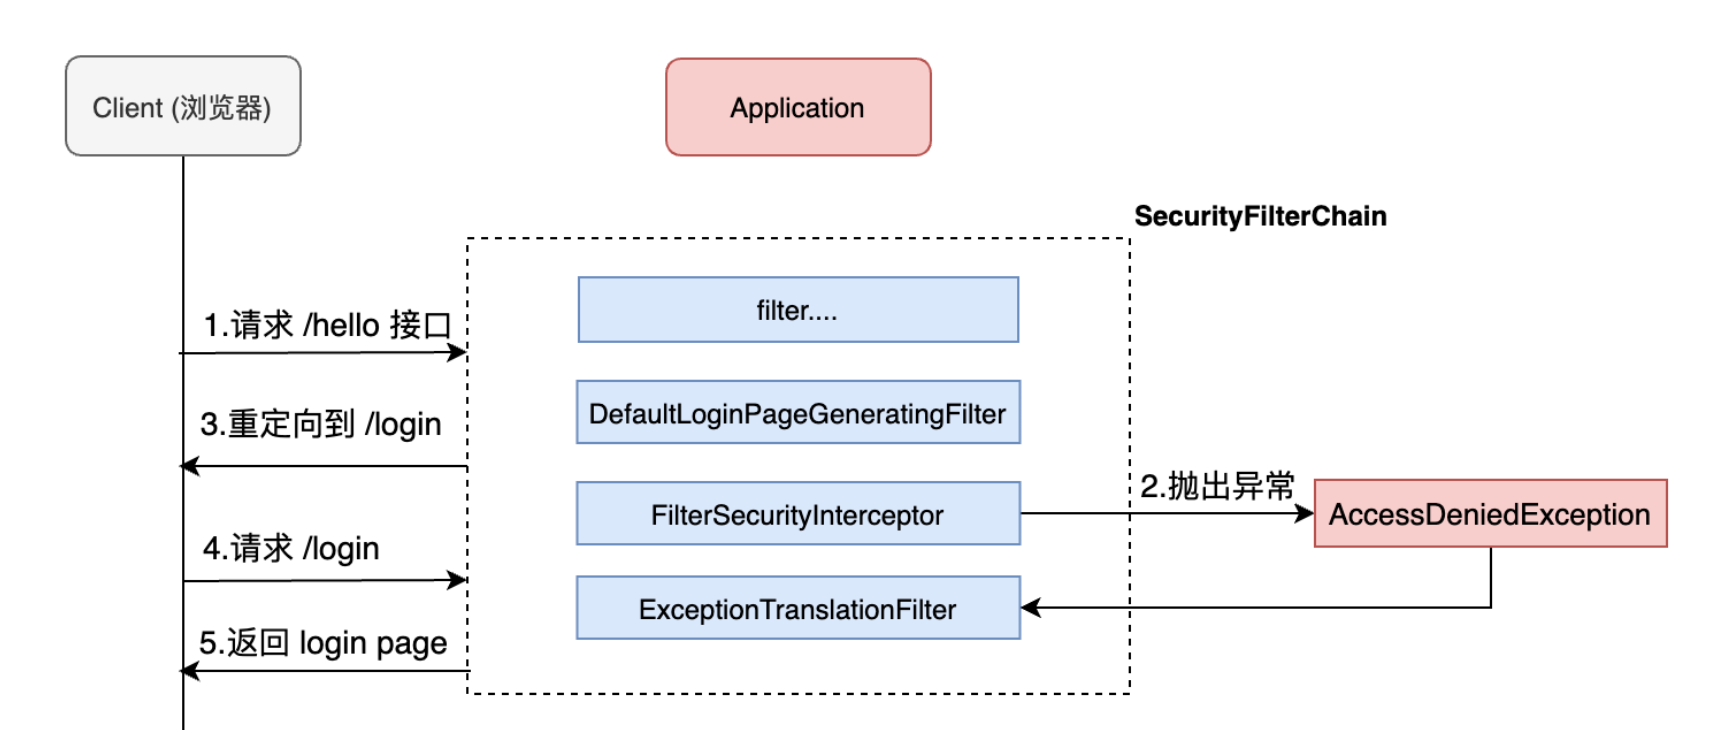 Client (浏览器)
Application
SecurityFilterChain
filter....
1.请求 /hello 接口
DefaultLoginPageGeneratingFilter
3.重定向到 /login
2.抛出异常
FilterSecurityInterceptor
AccessDeniedException
4.请求 /login
ExceptionTranslationFilter
5.返回 login page